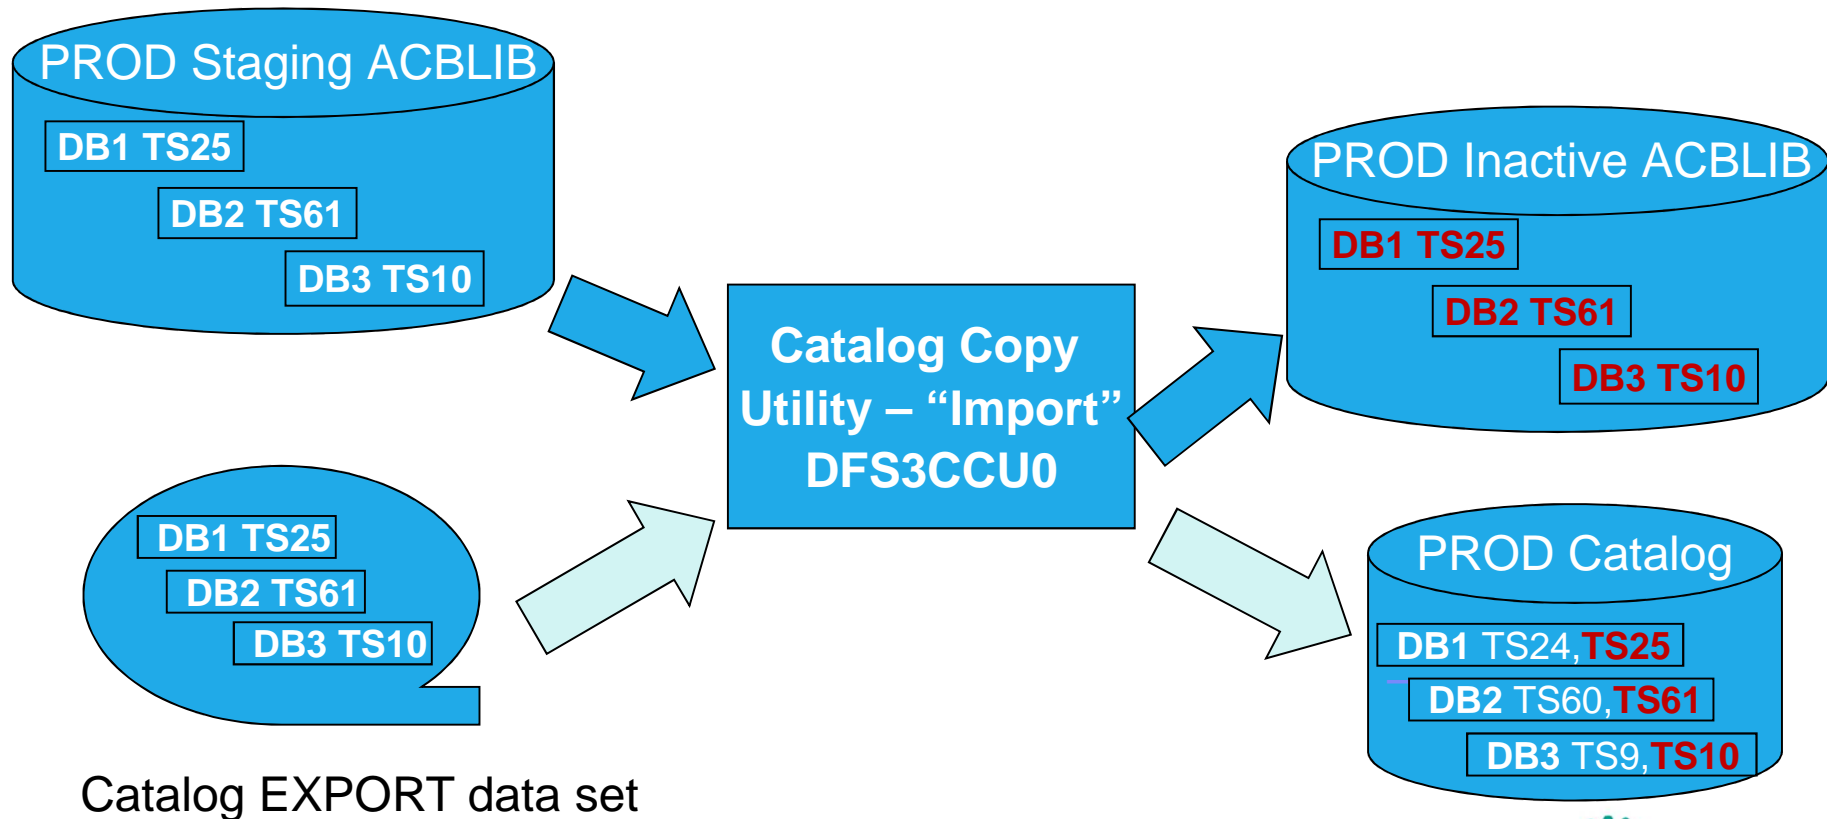 PROD Staging ACBLIB
DB1 TS25
DB2 TS61
DB3 TS10
DB1 TS25
DB2 TS61
DB3 TS10
Catalog EXPORT data set
Catalog Copy
Utility – “Import”
DFS3CCU0
PROD Inactive ACBLIB
DB1 TS25
DB2 TS61
DB3 TS10
PROD Catalog
DB1 TS24,TS25
DB2 TS60,TS61
DB3 TS9,TS10